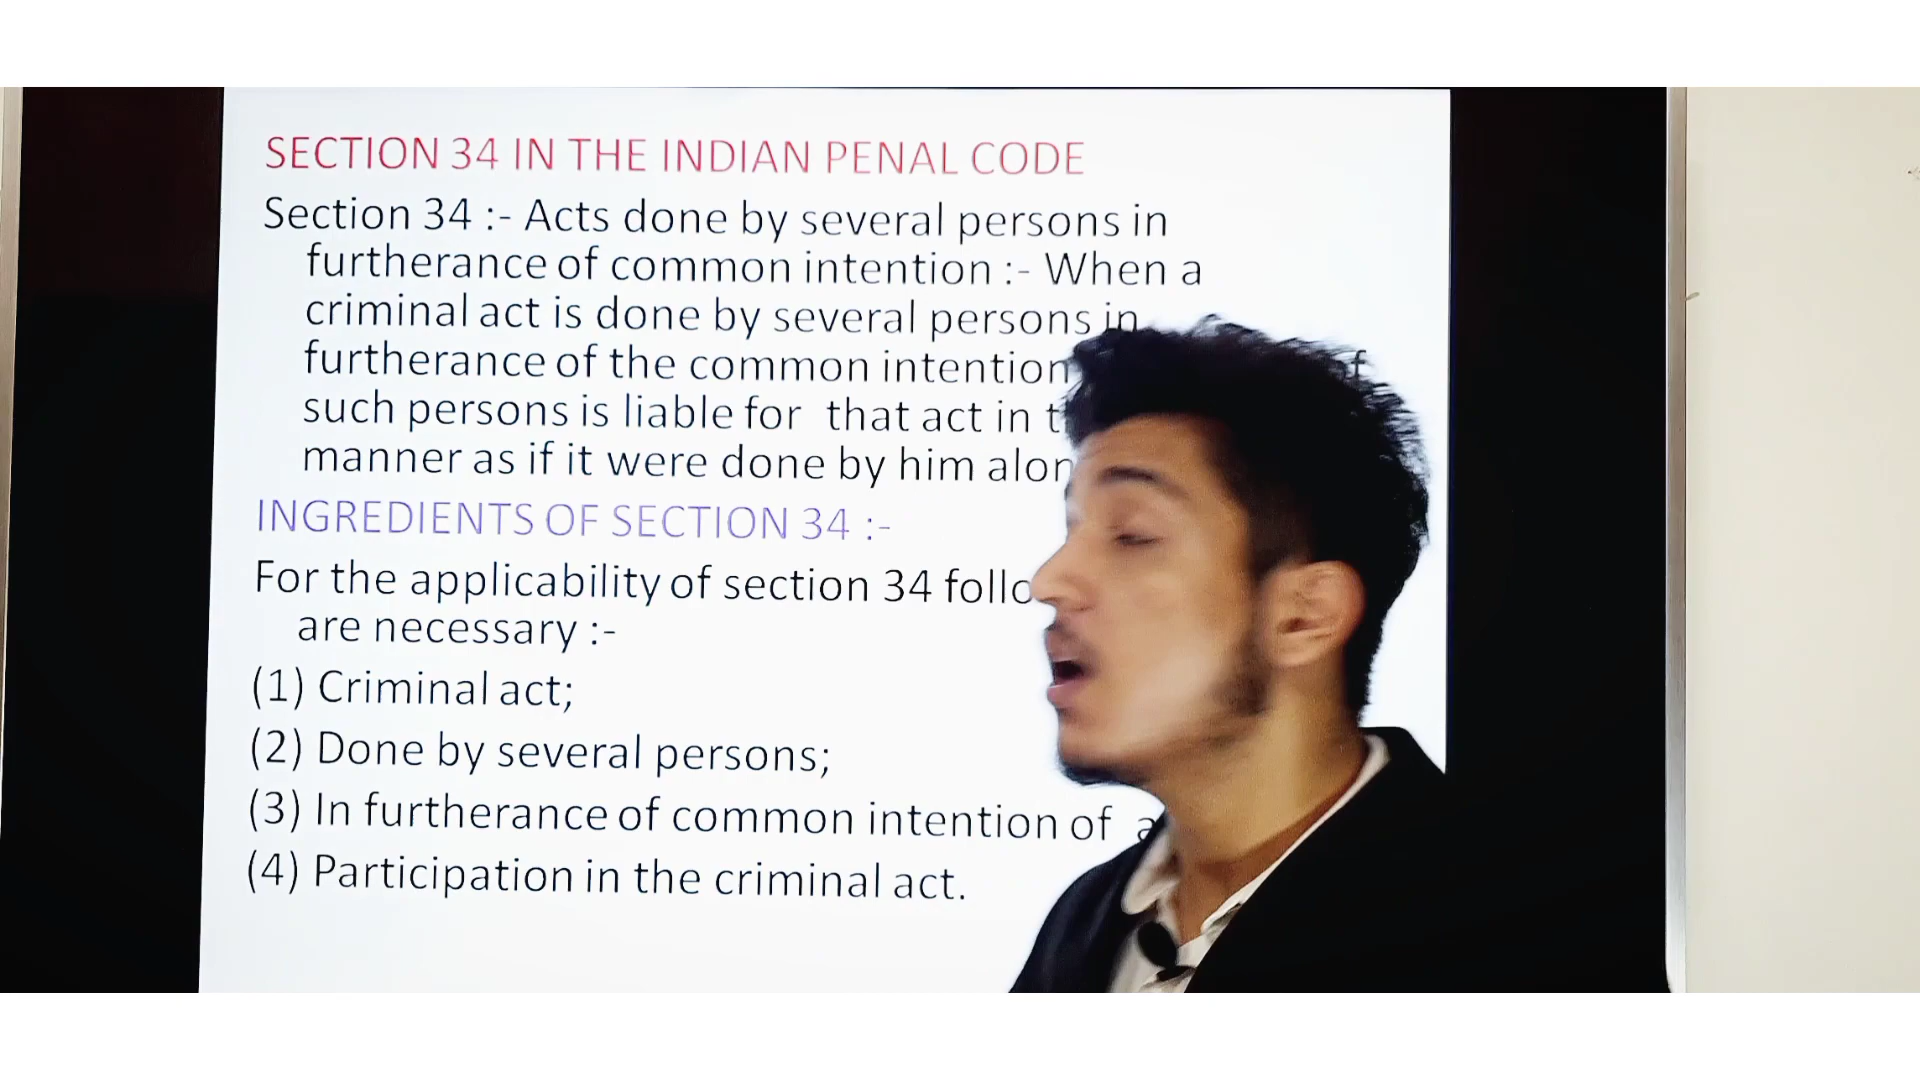 SECTION 34 IN THE INDIAN PENAL CODE
Section 34 :- Acts done by several persons in
furtherance of common intention :- When a
criminal act is done by several persons in
furtherance of the common intention
such persons is liable for that act in
manner as if it were done by him
INGREDIENTS OF SECTION 34 :-
For the applicability of section 34
are necessary :-
(1) Criminal act;
(2) Done by several persons;
(3) In furtherance of common intention of
(4) Participation in the criminal act.